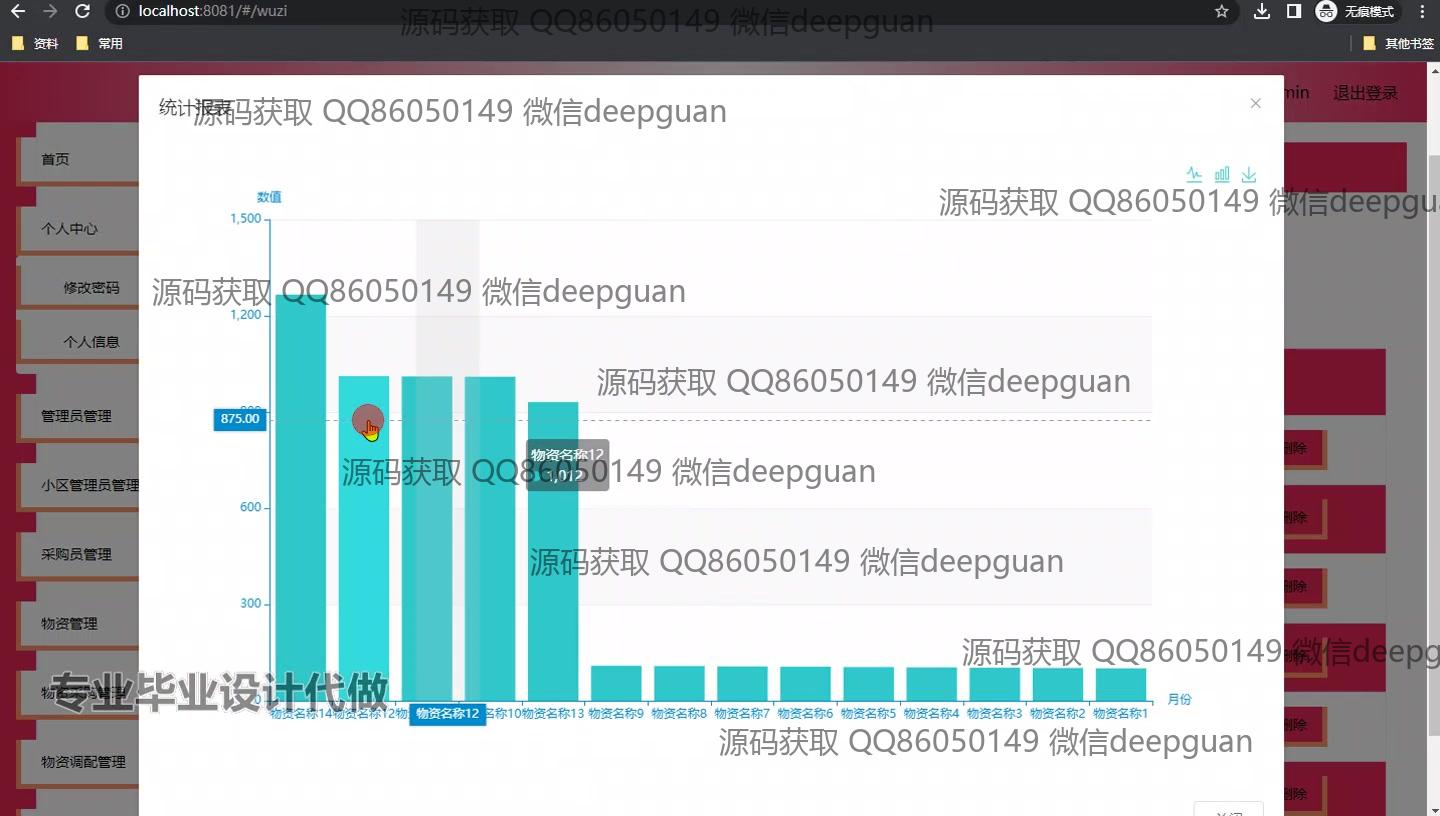 localhost:8081/#/wuzi
无痕模式
资料
常用
其他书签
源码获取 QQ86050149 微信deepguan
统计报表
源码获取 QQ86050149 微信deepguan
min
退出登录
首页
个人中心
修改密码
个人信息
管理员管理
小区管理员管理
采购员管理
物资管理
物资采购管理
物资调配管理
源码获取 QQ86050149 微信deepgu
数值
1,500
源码获取 QQ86050149 微信deepguan
1,200
源码获取 QQ86050149 微信deepguan
875.00
物资名称12
1,012
源码获取 QQ86050149 微信deepguan
600
源码获取 QQ86050149 微信deepguan
300
源码获取 QQ86050149 微信deepg
专业毕业设计代做
0
月份
物资名称14
物资名称12
物资名称12
名称10
物资名称13
物资名称9
物资名称8
物资名称7
物资名称6
物资名称5
物资名称4
物资名称3
物资名称2
物资名称1
源码获取 QQ86050149 微信deepguan
删除
删除
删除
删除
删除